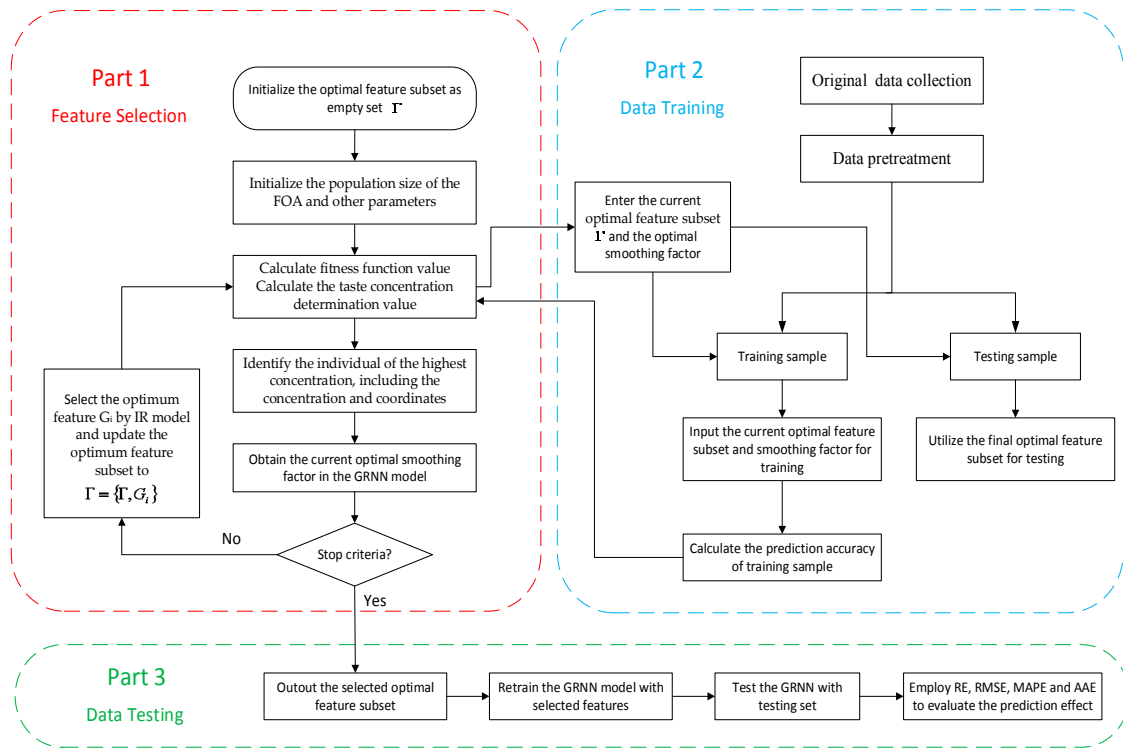 Part 1
Feature Selection
Initialize the optimal feature subset as
empty set Γ
Initialize the population size of the
FOA and other parameters
Calculate fitness function value
Calculate the taste concentration
determination value
Identify the individual of the highest
concentration, including the
concentration and coordinates
Select the optimum
feature Gi by IR model
and update the
optimum feature
subset to
Γ = {Γ, Gi}
Obtain the current optimal smoothing
factor in the GRNN model
No
Stop criteria?
Yes
Part 2
Data Training
Original data collection
Data pretreatment
Enter the current
optimal feature subset
Γ and the optimal
smoothing factor
Training sample
Testing sample
Input the current optimal feature
subset and smoothing factor for
training
Utilize the final optimal feature
subset for testing
Calculate the prediction accuracy
of training sample
Part 3
Data Testing
Outout the selected optimal
feature subset
Retrain the GRNN model with
selected features
Test the GRNN with
testing set
Employ RE, RMSE, MAPE and AAE
to evaluate the prediction effect